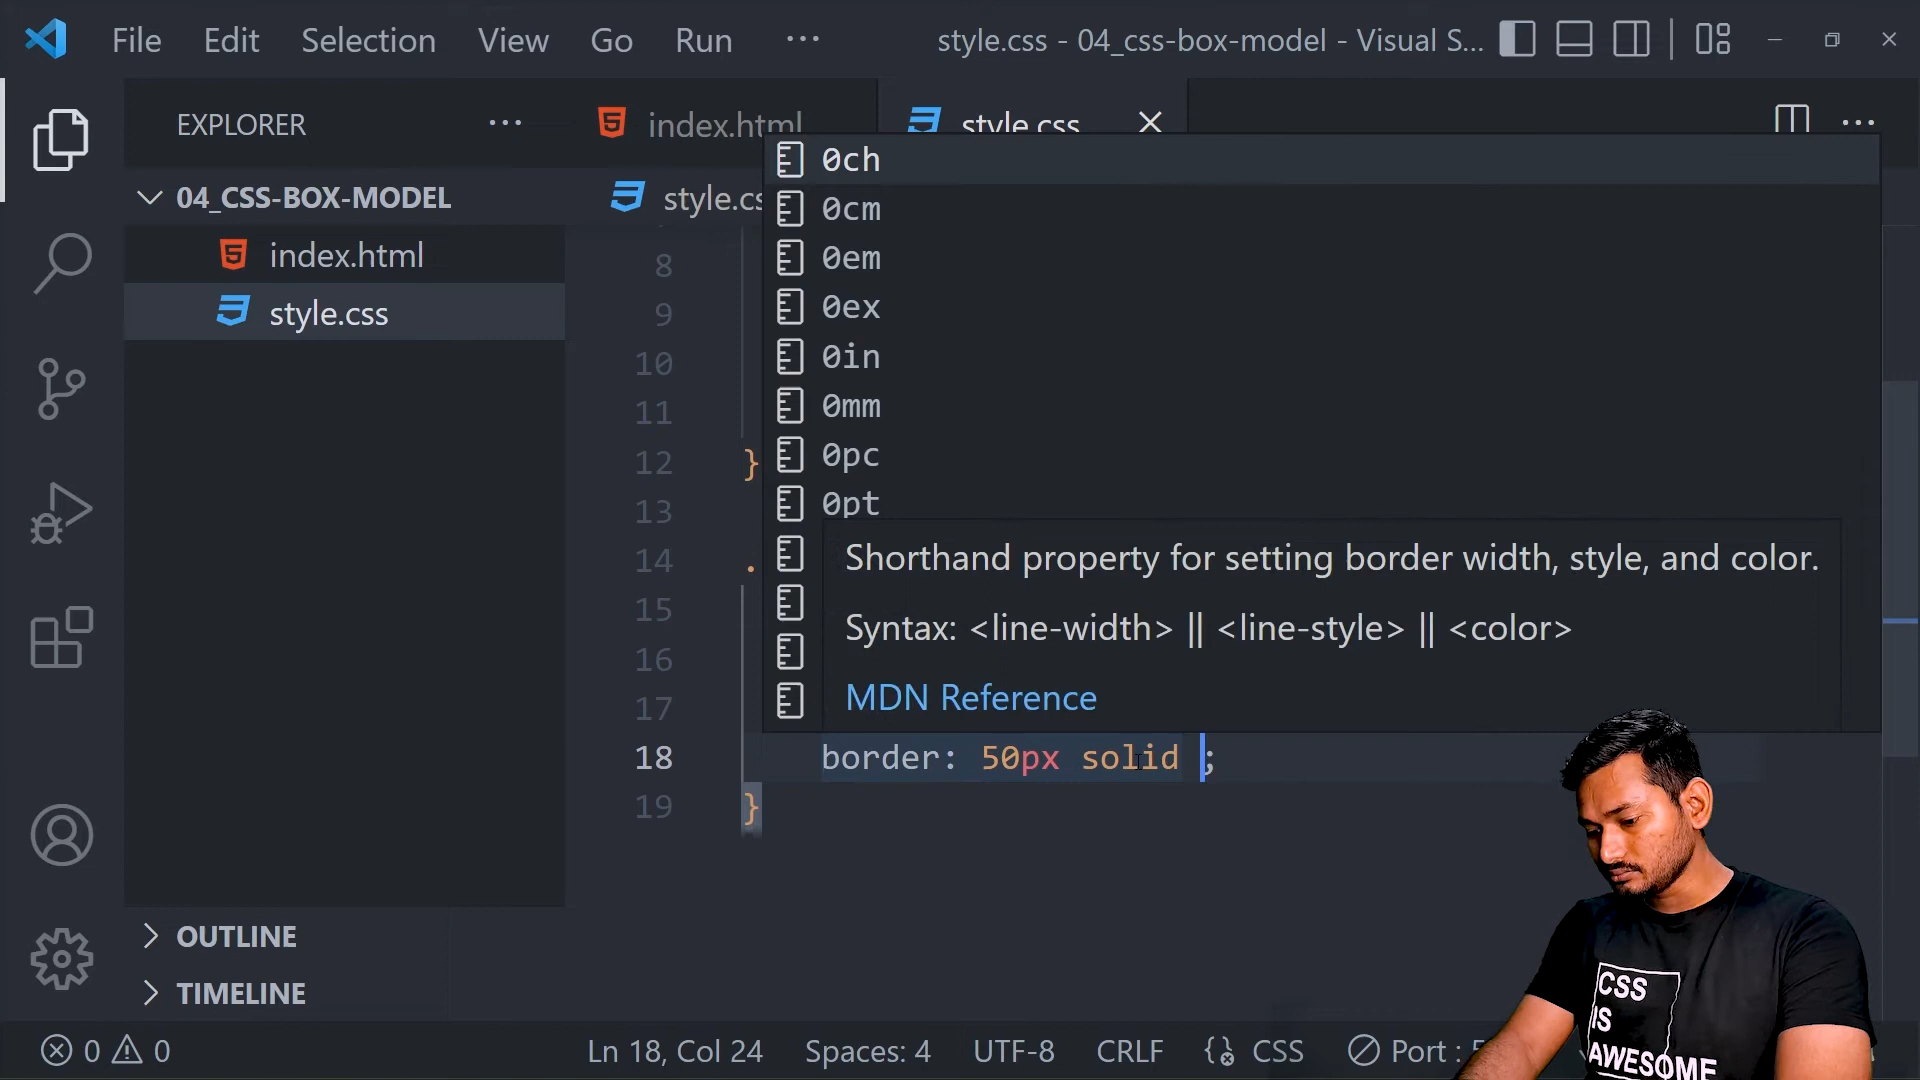 File Edit Selection View Go Run ···
style.css - 04_css-box-model - Visual S...
EXPLORER ···
index.html
style.css
04_CSS-BOX-MODEL
index.html
style.css
style.cs
0ch
0cm
0em
0ex
0in
0mm
0pc
0pt
Shorthand property for setting border width, style, and color.
Syntax: <line-width> || <line-style> || <color>
MDN Reference
8
9
10
11
12 }
13
14 .
15
16
17
18 border: 50px solid ;
19 }
OUTLINE
TIMELINE
0 0
Ln 18, Col 24
Spaces: 4
UTF-8
CRLF
CSS
Port : 5
CSS
IS
AWESOME